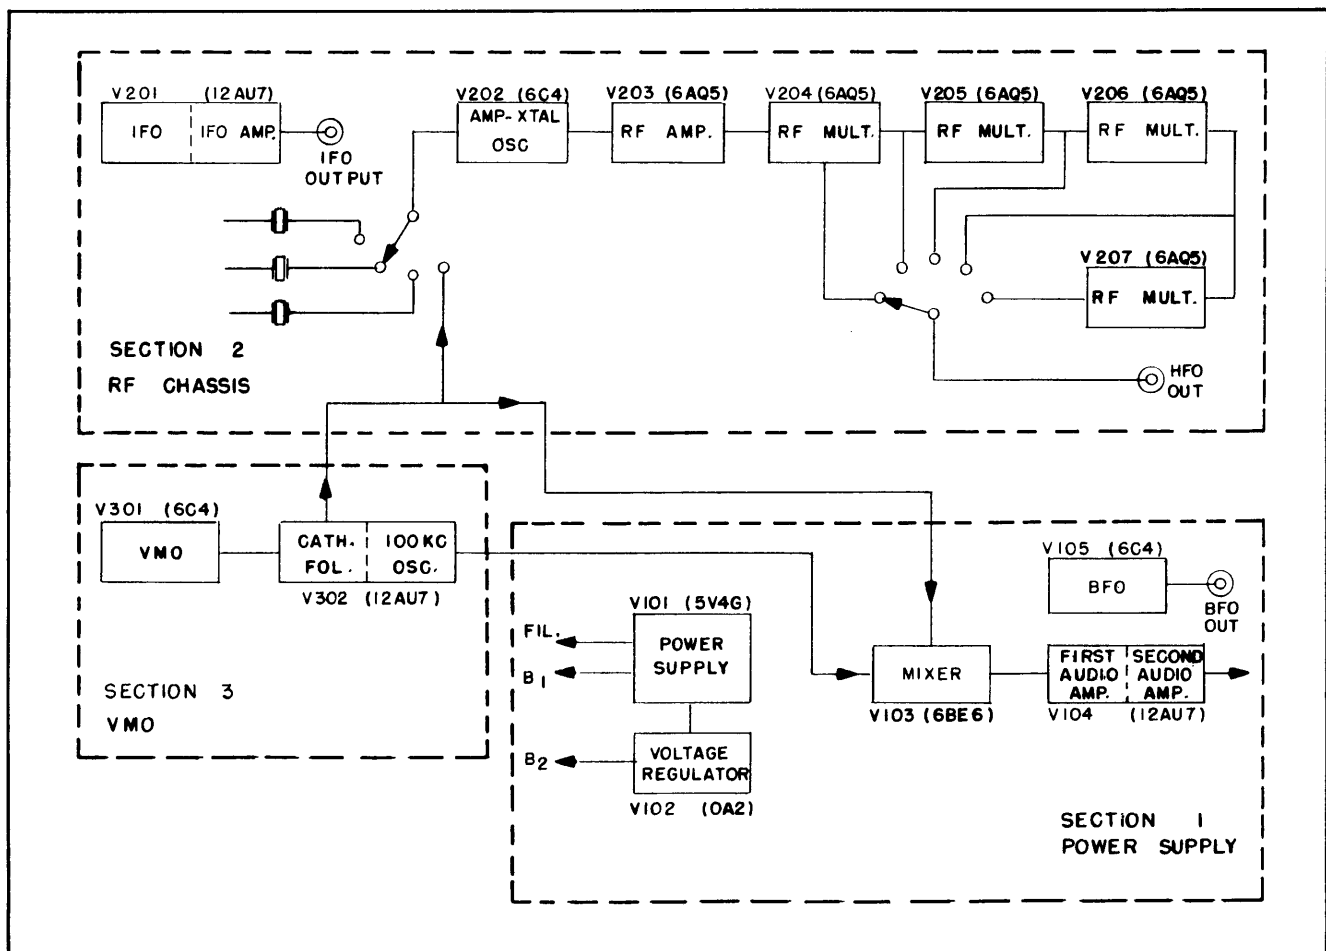 V201 (12AU7)
IFO IFO AMP.
IFO
OUTPUT
V202 (6C4)
AMP-XTAL
OSC
V203 (6AQ5)
RF AMP.
V204 (6AQ5)
RF MULT.
V205 (6AQ5)
RF MULT.
V206 (6AQ5)
RF MULT.
V207 (6AQ5)
RF MULT.
HFO
OUT
SECTION 2
RF CHASSIS
V301 (6C4)
VMO
CATH. 100KC
FOL. OSC.
V302 (12AU7)
SECTION 3
VMO
V101 (5V4G)
POWER
SUPPLY
FIL.
B1
B2
VOLTAGE
REGULATOR
V102 (OA2)
MIXER
V103 (6BE6)
V105 (6C4)
BFO
BFO
OUT
FIRST SECOND
AUDIO AUDIO
AMP. AMP.
V104 (12AU7)
SECTION 1
POWER SUPPLY